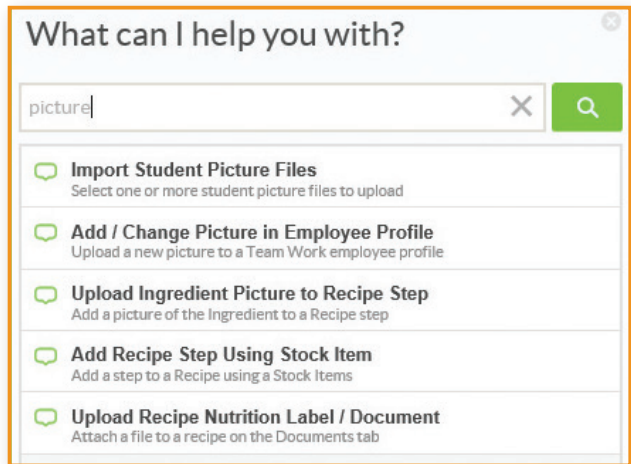 What can I help you with?
picture
Import Student Picture Files
Select one or more student picture files to upload
Add / Change Picture in Employee Profile
Upload a new picture to a Team Work employee profile
Upload Ingredient Picture to Recipe Step
Add a picture of the Ingredient to a Recipe step
Add Recipe Step Using Stock Item
Add a step to a Recipe using a Stock Items
Upload Recipe Nutrition Label / Document
Attach a file to a recipe on the Documents tab